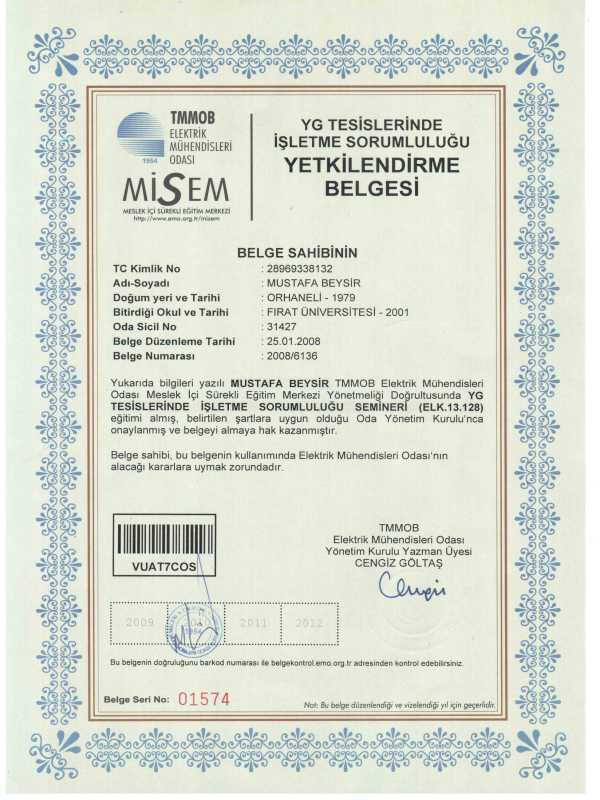 TMMOB
ELEKTRİK
MÜHENDİSLERİ
ODASI
1954
MİSEM
MESLEK İÇİ SÜREKLİ EĞİTİM MERKEZİ
http://www.emo.org.tr/misem
YG TESİSLERİNDE
İŞLETME SORUMLULUĞU
YETKİLENDİRME
BELGESİ
BELGE SAHİBİNİN
TC Kimlik No : 28969338132
Adı-Soyadı : MUSTAFA BEYSİR
Doğum yeri ve Tarihi : ORHANELİ - 1979
Bitirdiği Okul ve Tarihi : FIRAT ÜNİVERSİTESİ - 2001
Oda Sicil No : 31427
Belge Düzenleme Tarihi : 25.01.2008
Belge Numarası : 2008/6136
Yukarıda bilgileri yazılı MUSTAFA BEYSİR TMMOB Elektrik Mühendisleri
Odası Meslek İçi Sürekli Eğitim Merkezi Yönetmeliği Doğrultusunda YG
TESİSLERİNDE İŞLETME SORUMLULUĞU SEMİNERİ (ELK.13.128)
eğitimi almış, belirtilen şartlara uygun olduğu Oda Yönetim Kurulu'nca
onaylanmış ve belgeyi almaya hak kazanmıştır.
Belge sahibi, bu belgenin kullanımında Elektrik Mühendisleri Odası'nın
alacağı kararlara uymak zorundadır.
VUAT7COS
TMMOB
Elektrik Mühendisleri Odası
Yönetim Kurulu Yazman Üyesi
CENGİZ GÖLTAŞ
Cengiz
2009 2010 2011 2012
1954
Bu belgenin doğruluğunu barkod numarası ile belgekontrol.emo.org.tr adresinden kontrol edebilirsiniz.
Belge Seri No: 01574
Not: Bu belge düzenlendiği ve vizelendiği yıl için geçerlidir.